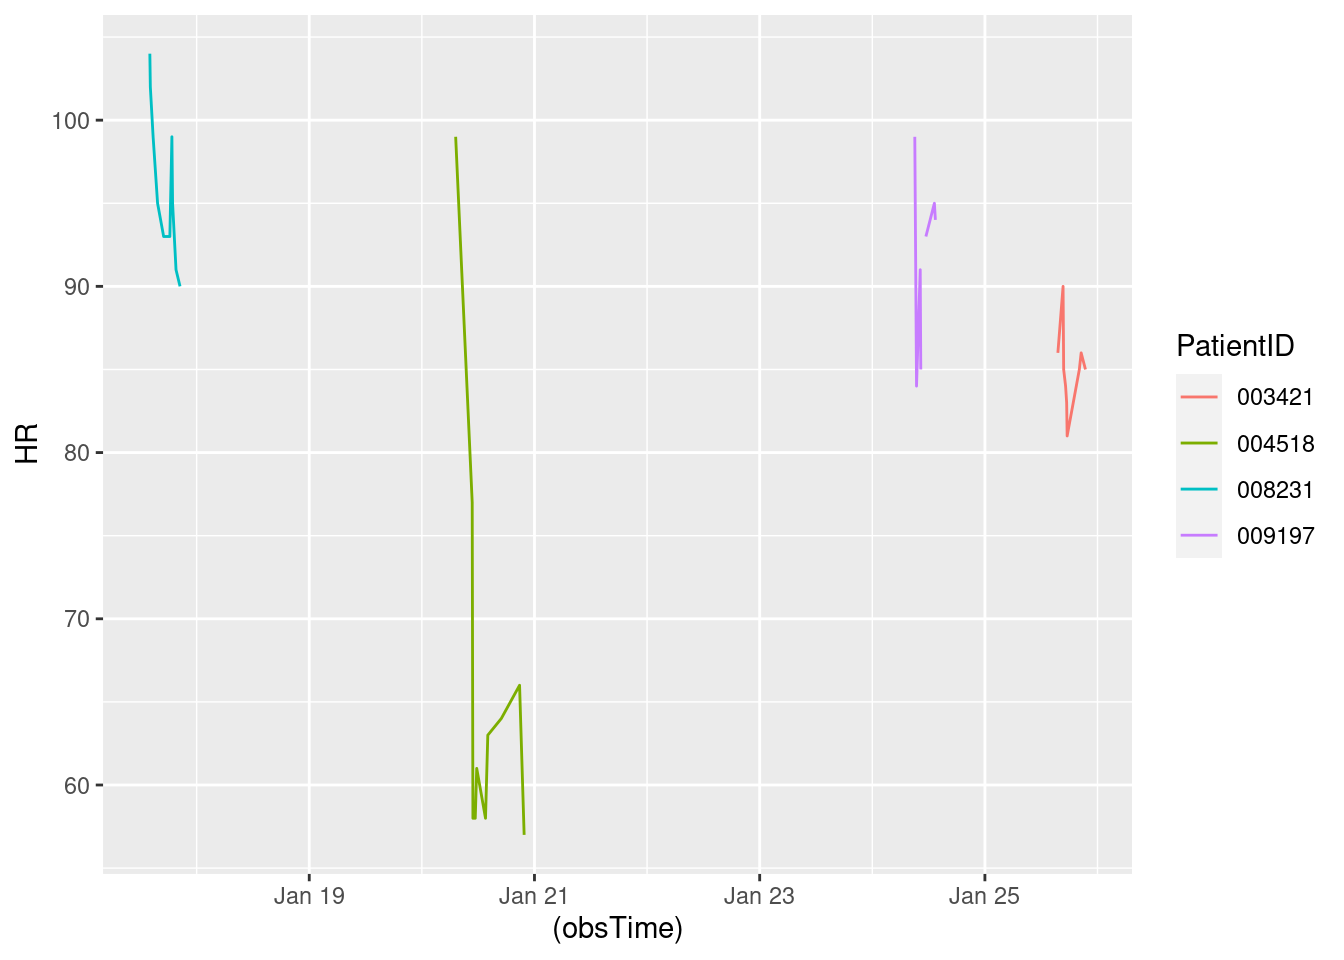 100
90
80
70
60
HR
Jan 19
Jan 21
Jan 23
Jan 25
(obsTime)
PatientID
003421
004518
008231
009197